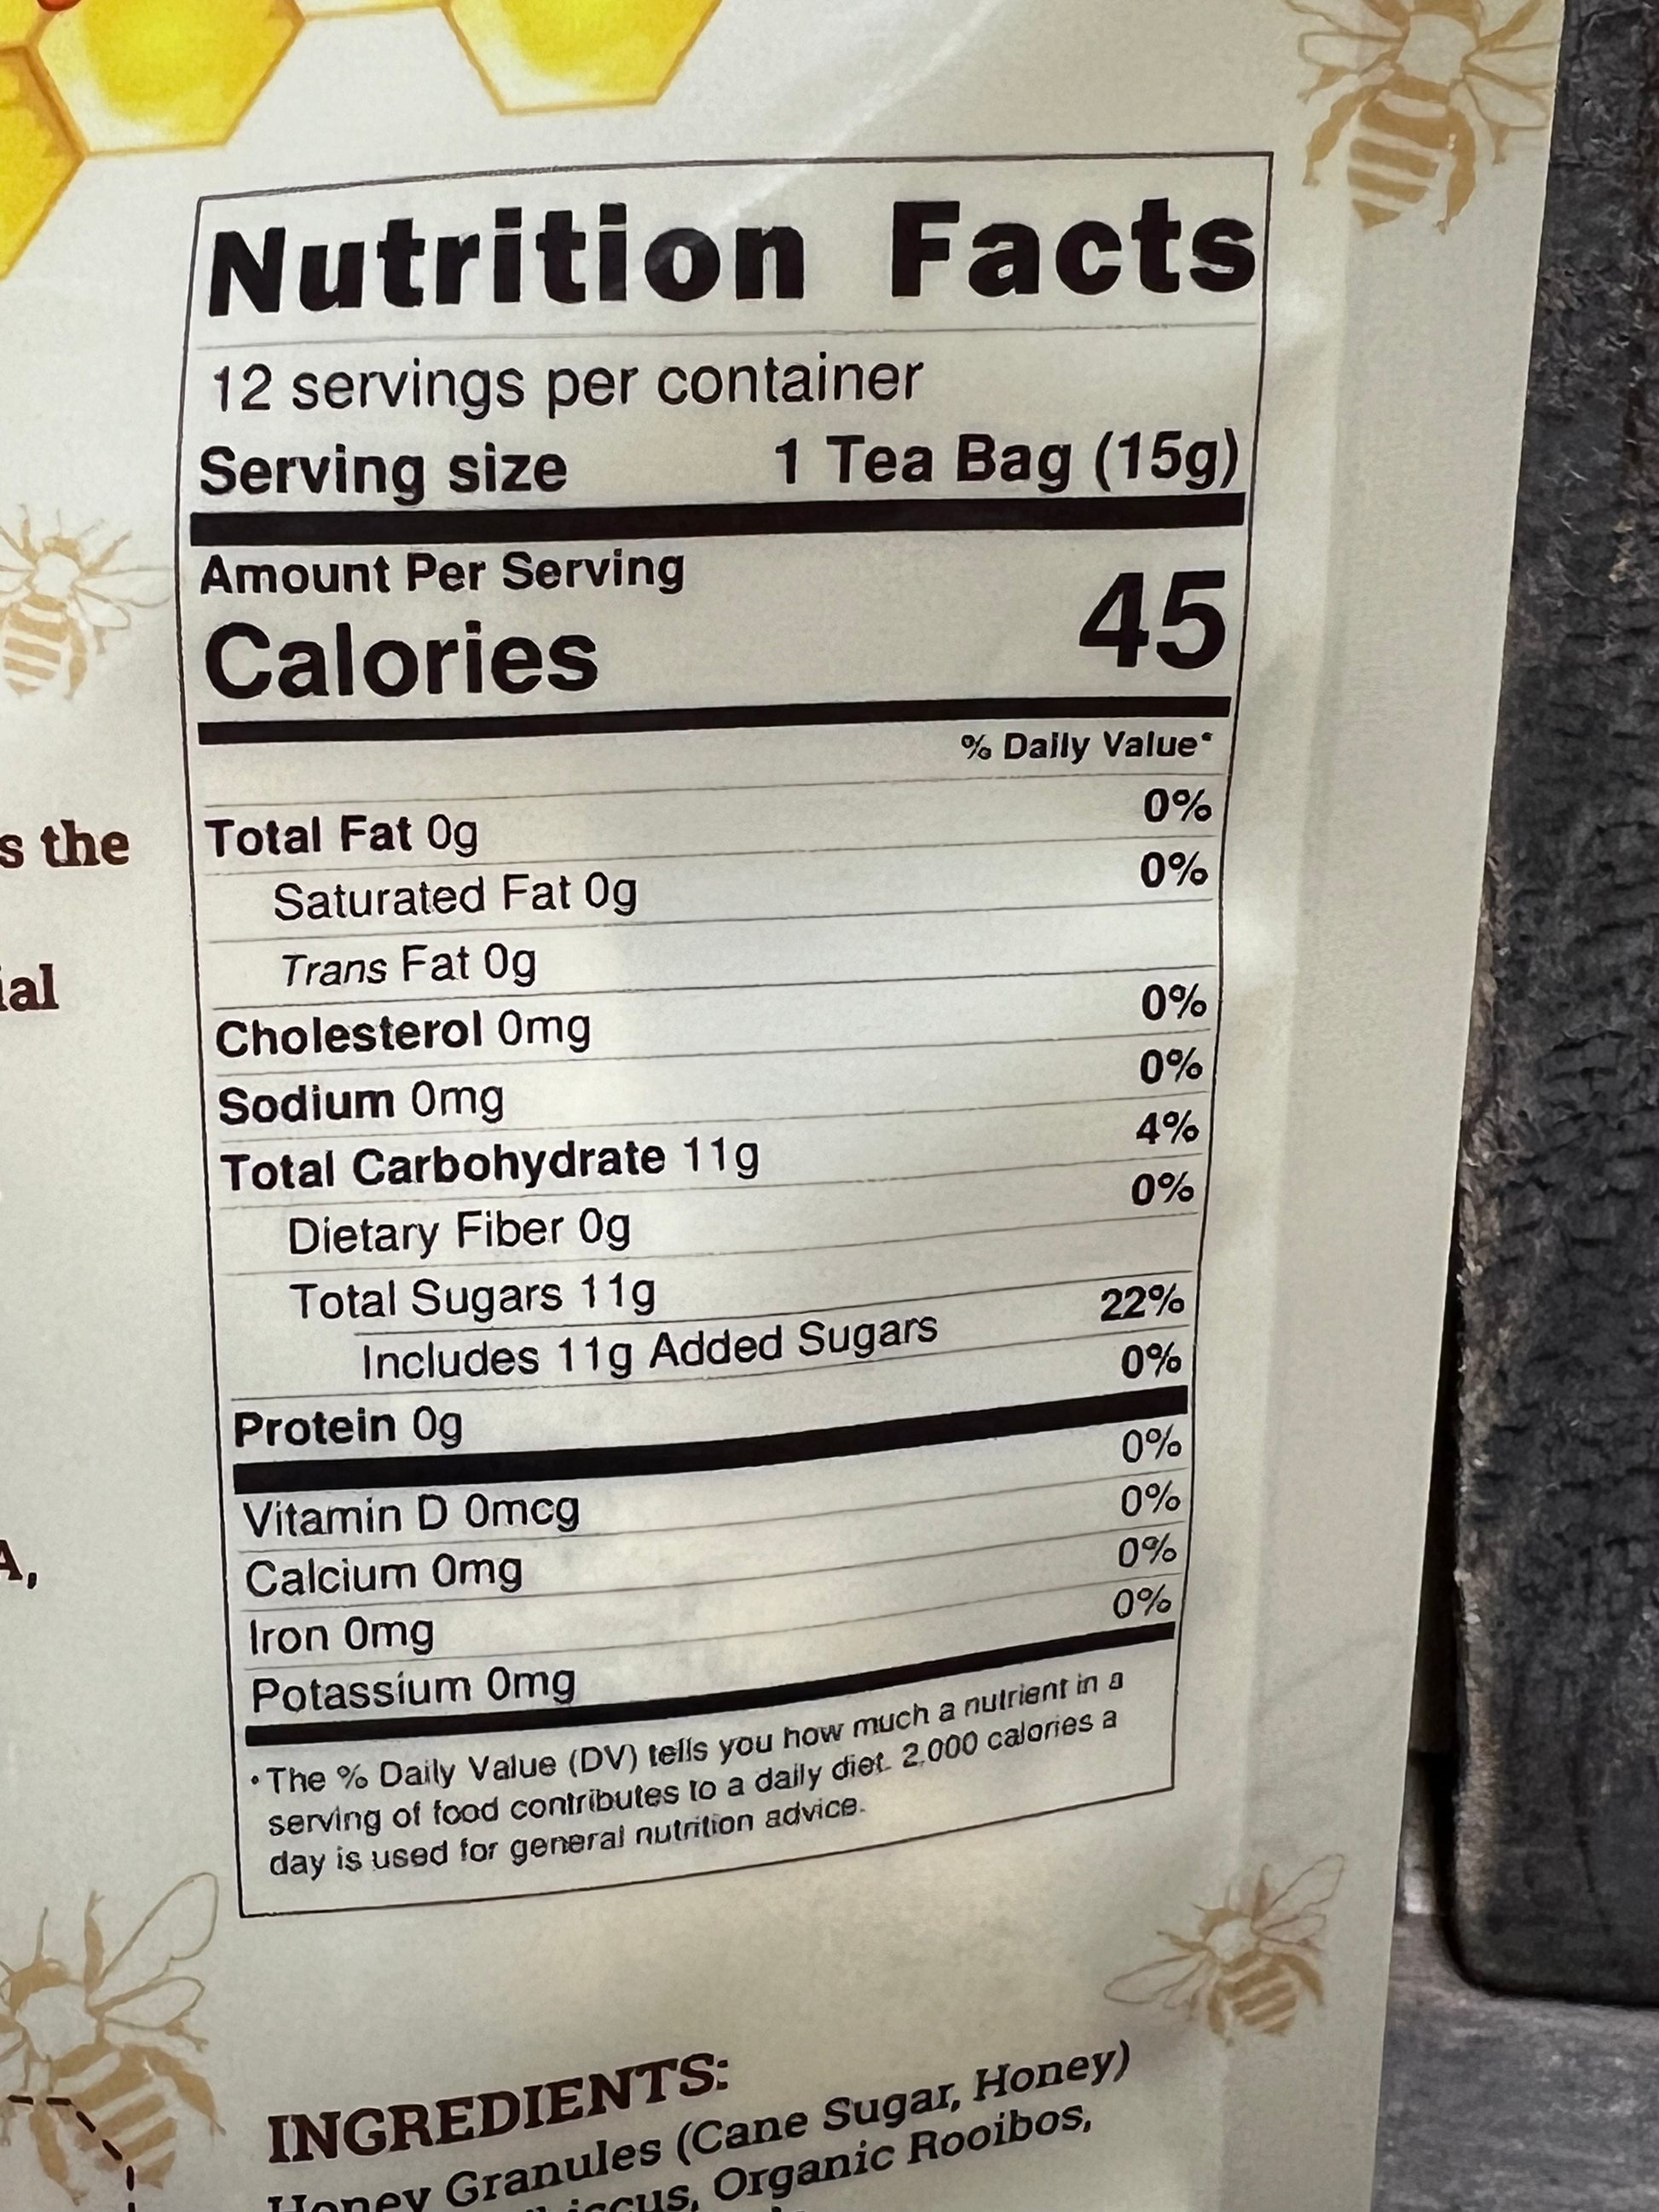 Nutrition Facts
12 servings per container
Serving size 1 Tea Bag (15g)
Amount Per Serving
Calories 45
% Daily Value*
Total Fat 0g 0%
Saturated Fat 0g 0%
Trans Fat 0g
Cholesterol 0mg 0%
Sodium 0mg 0%
Total Carbohydrate 11g 4%
Dietary Fiber 0g 0%
Total Sugars 11g
Includes 11g Added Sugars 22%
Protein 0g 0%
Vitamin D 0mcg 0%
Calcium 0mg 0%
Iron 0mg 0%
Potassium 0mg 0%
*The % Daily Value (DV) tells you how much a nutrient in a
serving of food contributes to a daily diet. 2,000 calories a
day is used for general nutrition advice.
s the
ial
A,
INGREDIENTS:
Honey Granules (Cane Sugar, Honey)
Organic Rooibos,